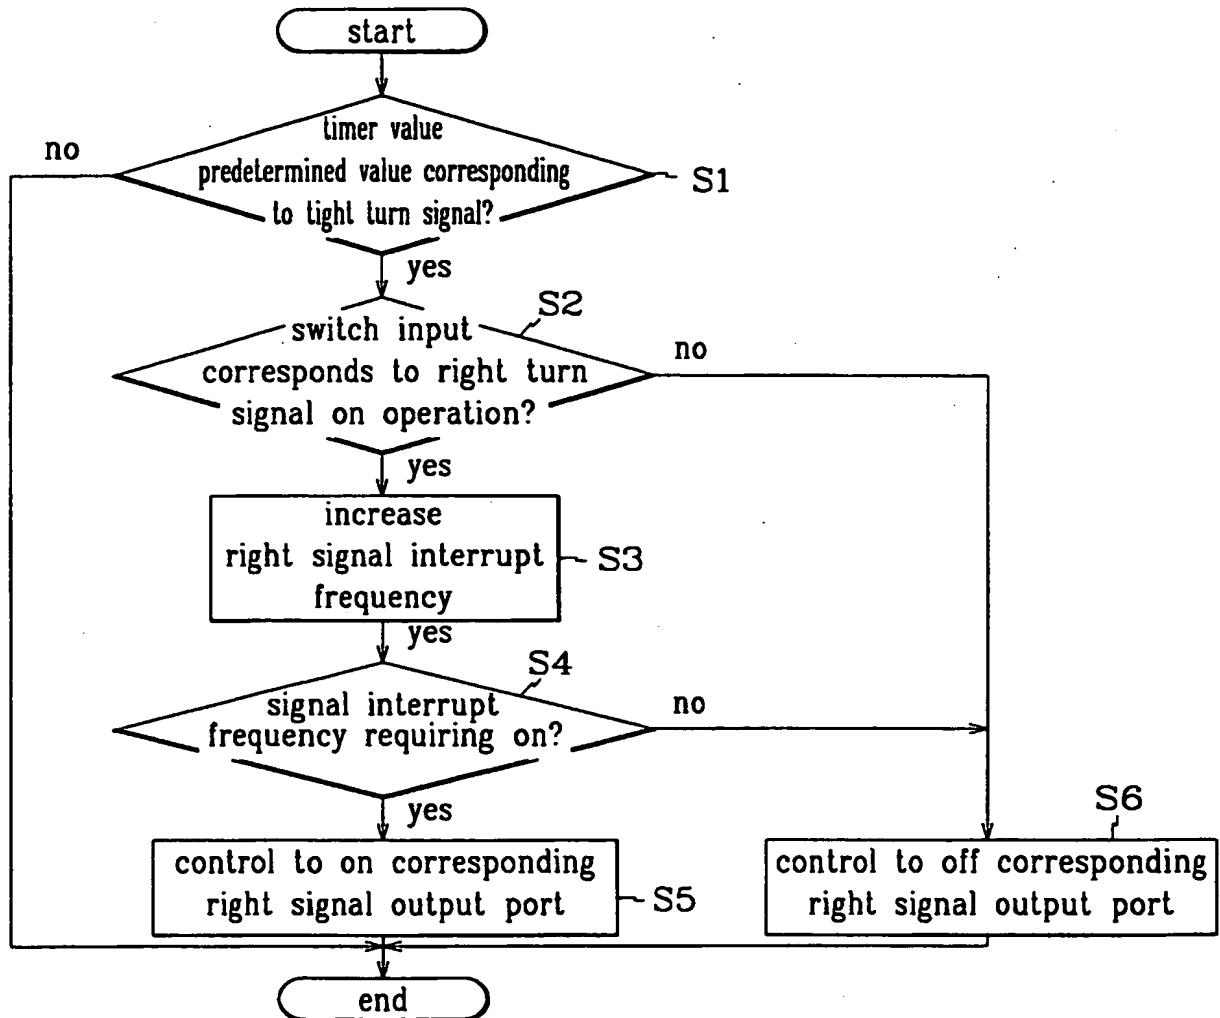 start
timer value
no
predetermined value corresponding
S1
to tight turn signal?
yes
S2
switch input
no
corresponds to right turn
signal on operation?
yes
increase
right signal interrupt
S3
frequency
yes
S4
signal interrupt
no
frequency requiring on?
yes
S6
control to on corresponding
control to off corresponding
right signal output port
S5
right signal output port
end